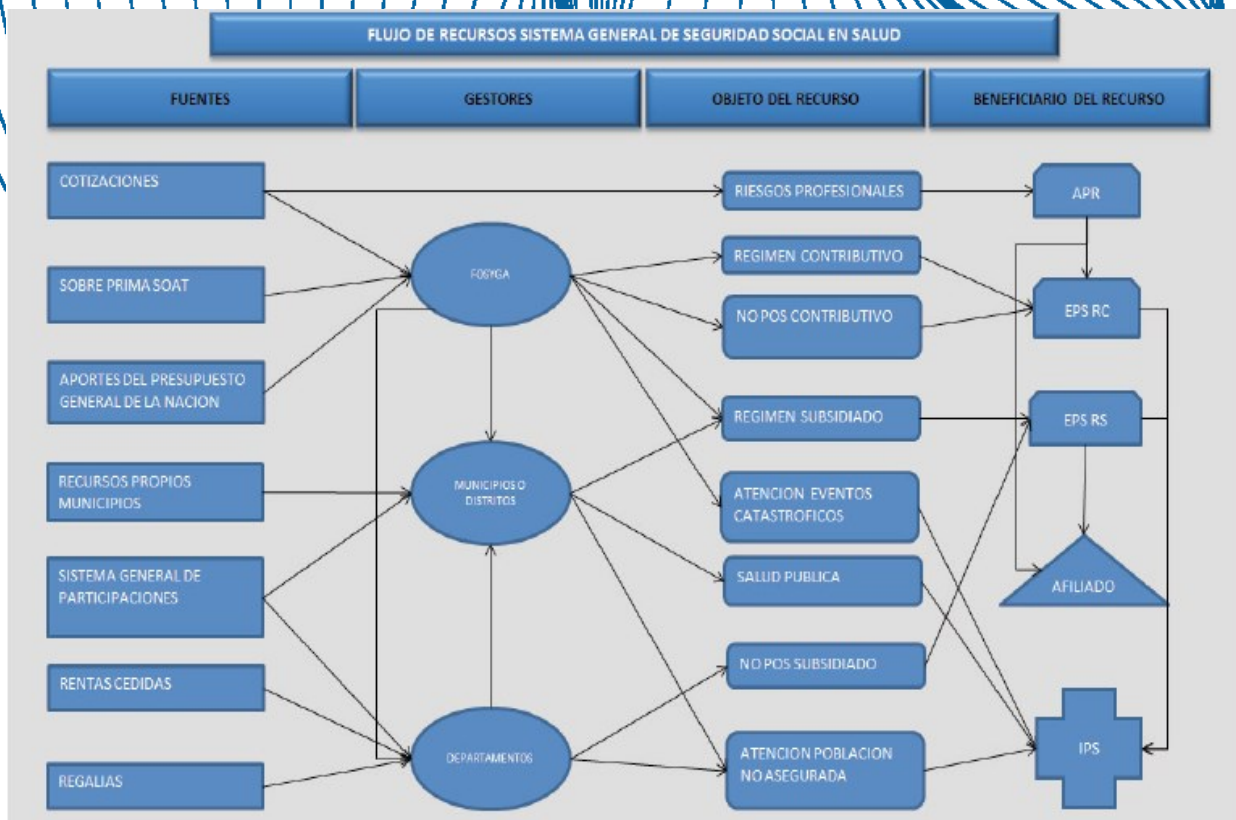 FLUJO DE RECURSOS SISTEMA GENERAL DE SEGURIDAD SOCIAL EN SALUD
FUENTES
GESTORES
OBJETO DEL RECURSO
BENEFICIARIO DEL RECURSO
COTIZACIONES
SOBRE PRIMA SOAT
APORTES DEL PRESUPUESTO
GENERAL DE LA NACION
RECURSOS PROPIOS
MUNICIPIOS
SISTEMA GENERAL DE
PARTICIPACIONES
RENTAS CEDIDAS
REGALIAS
FOSYGA
MUNICIPIOS O
DISTRITOS
DEPARTAMENTOS
RIESGOS PROFESIONALES
REGIMEN CONTRIBUTIVO
NO POS CONTRIBUTIVO
REGIMEN SUBSIDIADO
ATENCION EVENTOS
CATASTROFICOS
SALUD PUBLICA
NO POS SUBSIDIADO
ATENCION POBLACION
NO ASEGURADA
APR
EPS RC
EPS RS
AFILIADO
IPS